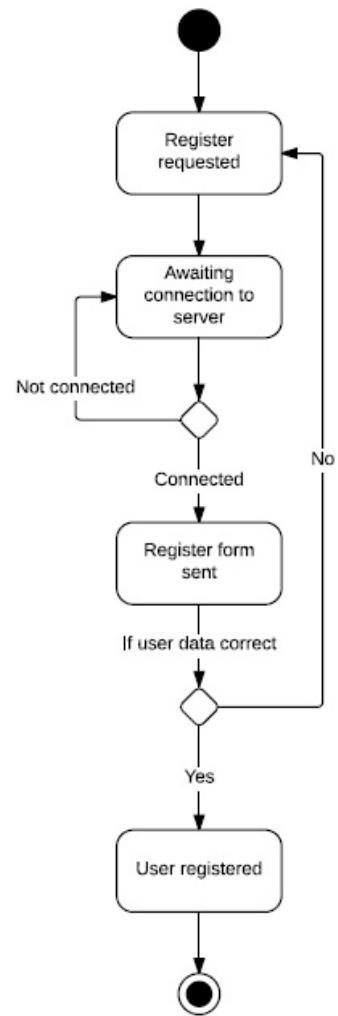 Register
requested
Awaiting
connection to
server
Not connected
Connected
No
Register form
sent
If user data correct
Yes
User registered